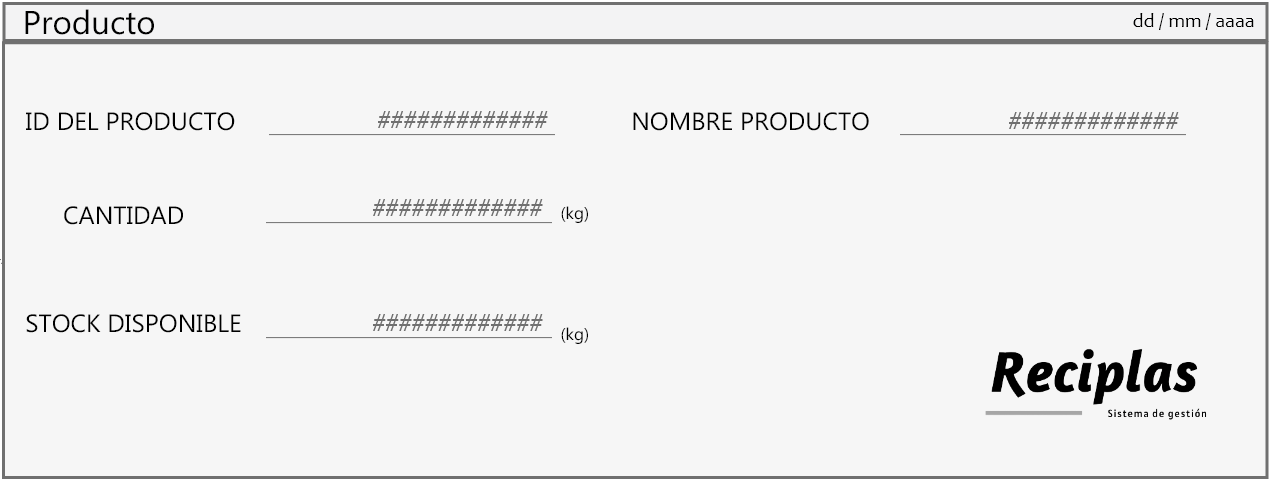 Producto dd / mm / aaaa
ID DEL PRODUCTO ############# NOMBRE PRODUCTO #############
CANTIDAD ############# (kg)
STOCK DISPONIBLE ############# (kg)
Reciplas
Sistema de gestión